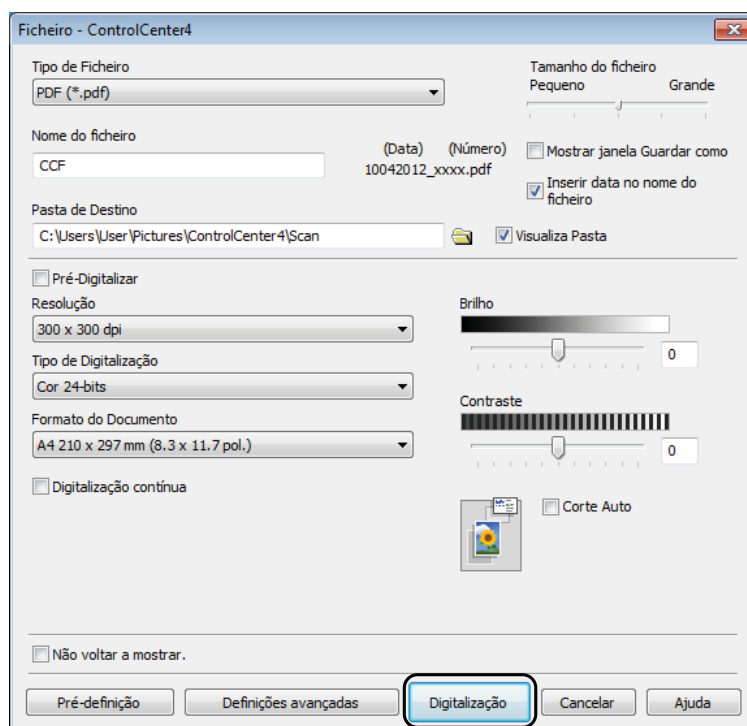 Ficheiro - ControlCenter4
Tipo de Ficheiro
PDF (*.pdf)
Tamanho do ficheiro
Pequeno Grande
Nome do ficheiro
CCF
(Data) (Número)
10042012_xxxx.pdf
Mostrar janela Guardar como
Inserir data no nome do
ficheiro
Pasta de Destino
C:\Users\User\Pictures\ControlCenter4\Scan
Visualiza Pasta
Pré-Digitalizar
Resolução
300 x 300 dpi
Tipo de Digitalização
Cor 24-bits
Formato do Documento
A4 210 x 297 mm (8.3 x 11.7 pol.)
Digitalização contínua
Brilho
0
Contraste
0
Corte Auto
Não voltar a mostrar.
Pré-definição Definições avançadas Digitalização Cancelar Ajuda